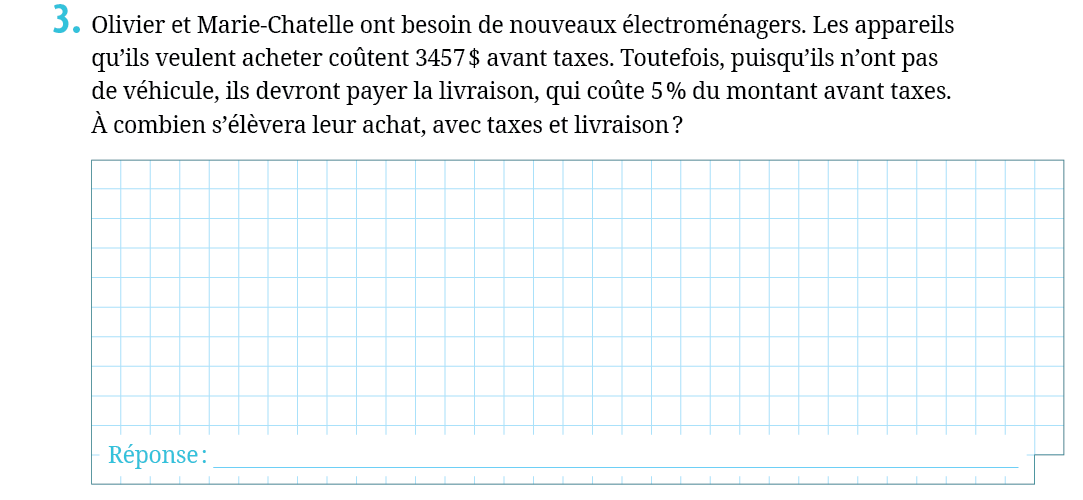 3. Olivier et Marie-Chatelle ont besoin de nouveaux électroménagers. Les appareils
qu’ils veulent acheter coûtent 3457 $ avant taxes. Toutefois, puisqu’ils n’ont pas
de véhicule, ils devront payer la livraison, qui coûte 5 % du montant avant taxes.
À combien s’élèvera leur achat, avec taxes et livraison ?
Réponse :